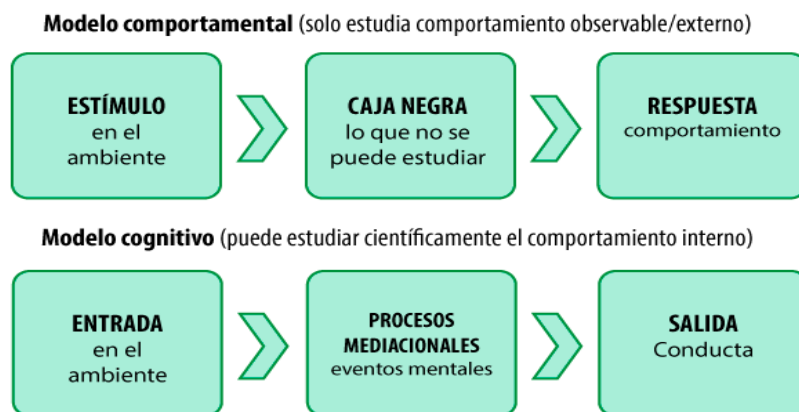 Modelo comportamental (solo estudia comportamiento observable/externo)
ESTÍMULO
en el
ambiente
CAJA NEGRA
lo que no se
puede estudiar
RESPUESTA
comportamiento
Modelo cognitivo (puede estudiar científicamente el comportamiento interno)
ENTRADA
en el
ambiente
PROCESOS
MEDIACIONALES
eventos mentales
SALIDA
Conducta